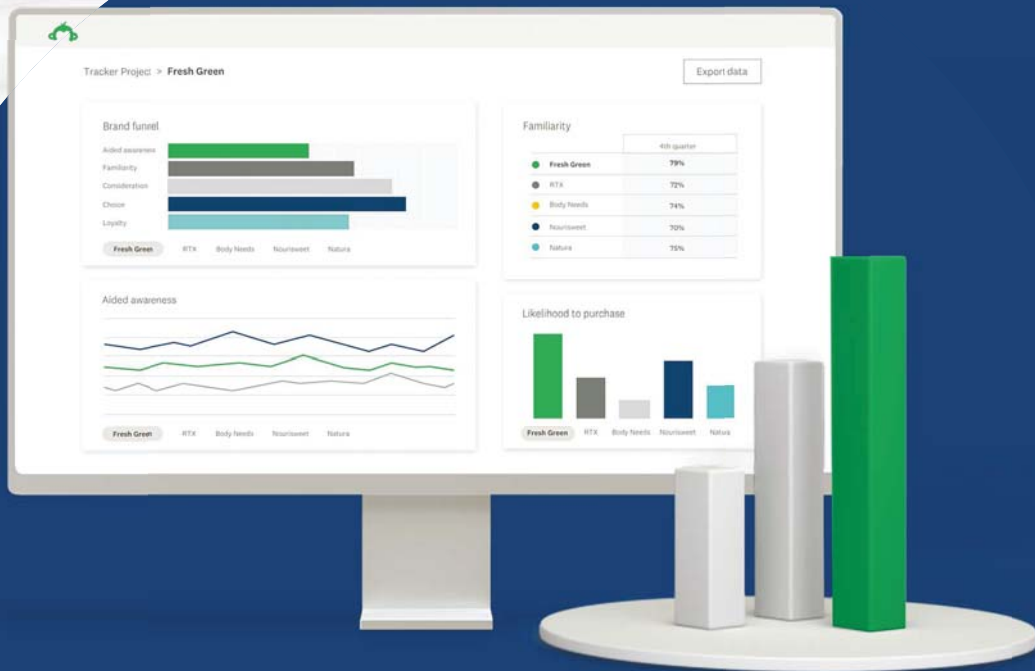 Tracker Project > Fresh Green
Export data
Brand funnel
Aided awareness
Familiarity
Consideration
Choice
Loyalty
Fresh Green RTX Body Needs Nourisweet Natura
Familiarity
4th quarter
Fresh Green 79%
RTX 72%
Body Needs 74%
Nourisweet 70%
Natura 75%
Aided awareness
Fresh Green RTX Body Needs Nourisweet Natura
Likelihood to purchase
Fresh Green RTX Body Needs Nourisweet Natura